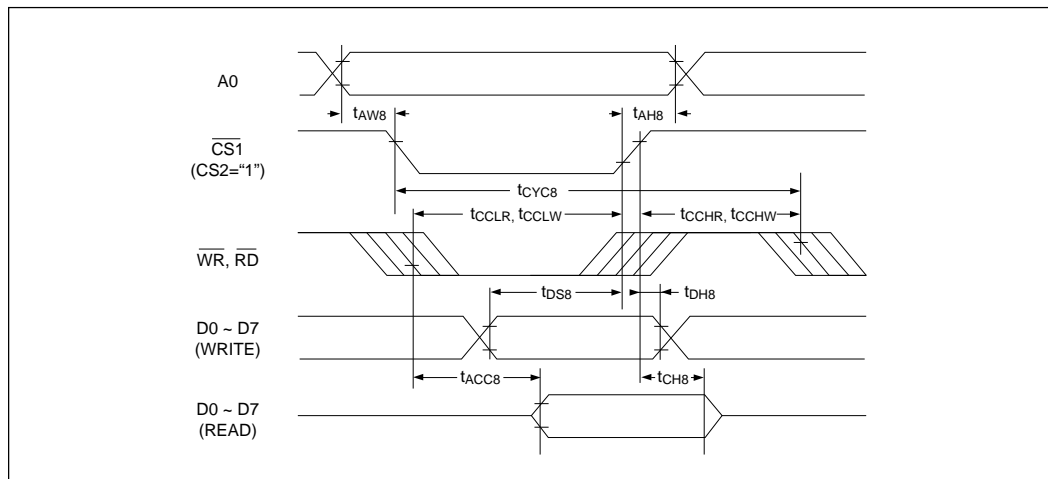 A0
tAW8
tAH8
CS1
(CS2=“1”)
tCYC8
tCCLR, tCCLW
tCCHR, tCCHW
WR, RD
tDS8
tDH8
D0 ~ D7
(WRITE)
tACC8
tCH8
D0 ~ D7
(READ)